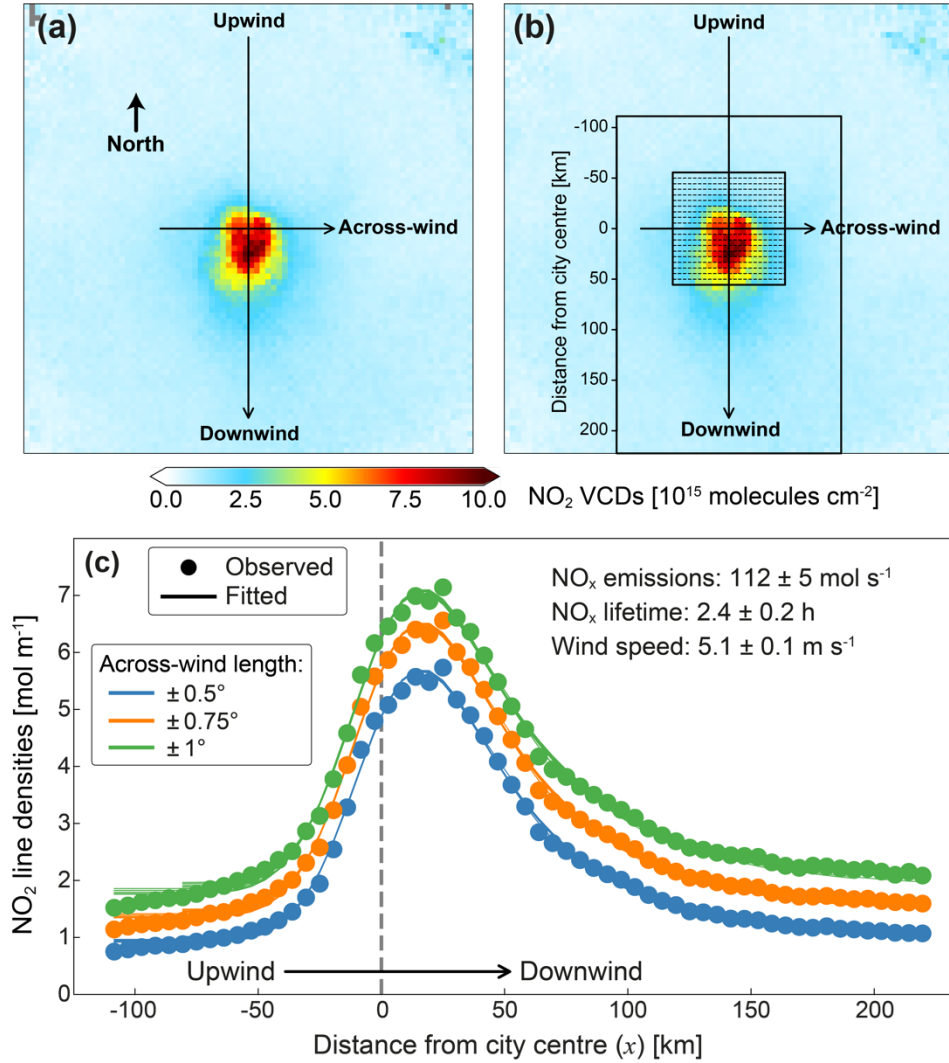 (a)
Upwind
North
Across-wind
Downwind
(b)
Upwind
Distance from city centre [km]
-100
-50
0
50
100
150
200
Across-wind
Downwind
0.0 2.5 5.0 7.5 10.0
NO₂ VCDs [10¹⁵ molecules cm⁻²]
(c)
Observed
Fitted
Across-wind length:
± 0.5°
± 0.75°
± 1°
NOₓ emissions: 112 ± 5 mol s⁻¹
NOₓ lifetime: 2.4 ± 0.2 h
Wind speed: 5.1 ± 0.1 m s⁻¹
NO₂ line densities [mol m⁻¹]
7
6
5
4
3
2
1
0
Upwind
Downwind
-100 -50 0 50 100 150 200
Distance from city centre (x) [km]